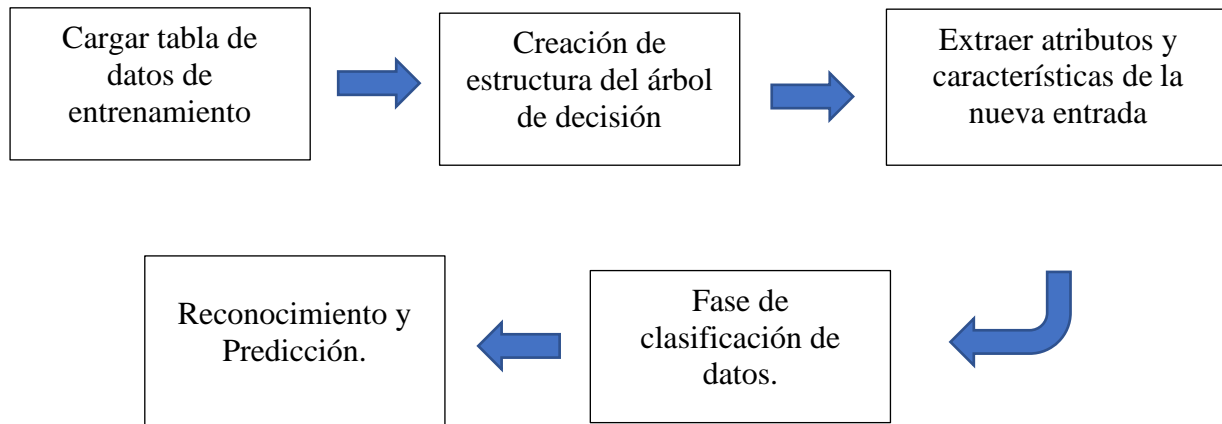 Cargar tabla de
datos de
entrenamiento
Creación de
estructura del árbol
de decisión
Extraer atributos y
características de la
nueva entrada
Fase de
clasificación de
datos.
Reconocimiento y
Predicción.